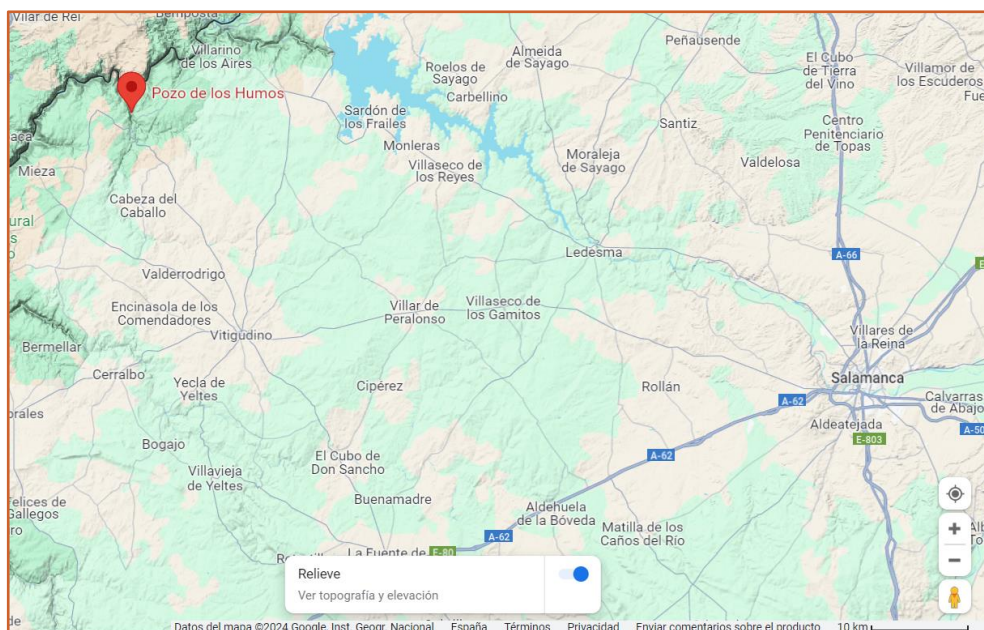 Vilar de Rei
Bemposta
Villarino
de los Aires
Pozo de los Humos
Mieza
Cabeza del
Caballo
Roelos de
Sayago
Carbellino
Almeida
de Sayago
Peñausende
El Cubo
de Tierra
del Vino
Villamor de
los Escuderos
Fue
Sardón de
los Frailes
Monleras
Villaseco de
los Reyes
Moraleja
de Sayago
Santiz
Valdelosa
Centro
Penitenciario
de Topas
Ledesma
A-66
Valderrodrigo
Encinasola de los
Comendadores
Vitigudino
Villar de
Peralonso
Villaseco de
los Gamitos
Bermellar
Cerralbo
Yecla de
Yeltes
Cipérez
Rollán
Villares de
la Reina
Salamanca
A-62
Calvarras
de Abajo
Aldeatejada
A-50
E-803
Bogajo
Villavieja
de Yeltes
El Cubo de
Don Sancho
A-62
Buenamadre
Aldehuela
de la Bóveda
Matilla de los
Caños del Río
A-62
La Fuente de
E-80
Relieve
Ver topografía y elevación
Datos del mapa ©2024 Google, Inst. Geogr. Nacional España Términos Privacidad Enviar comentarios sobre el producto 10 km